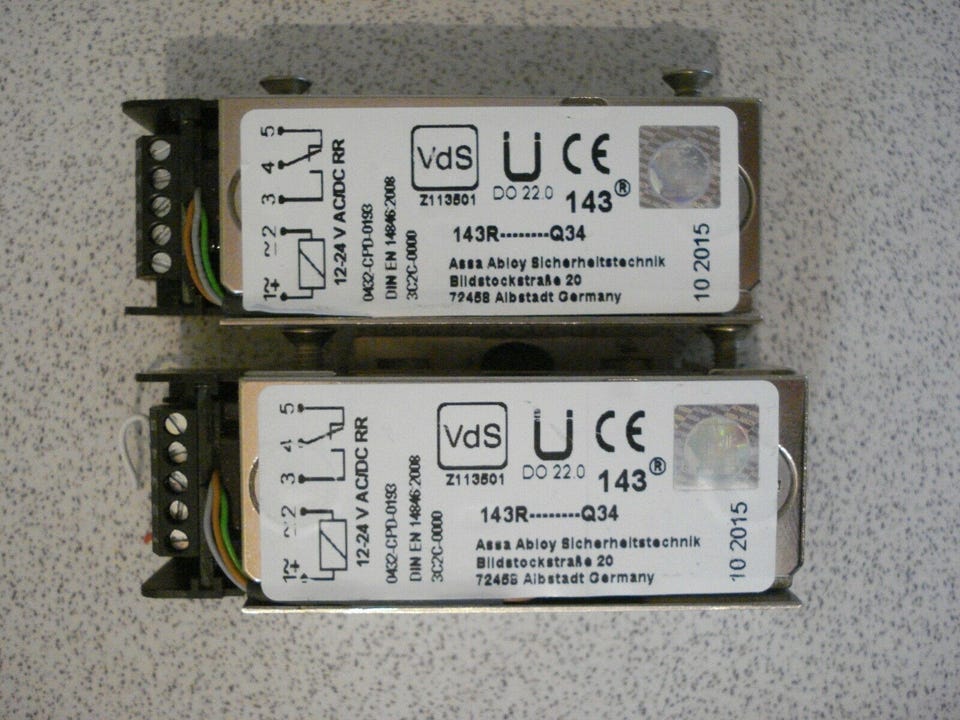 1 2 3 4 5
12-24 V AC/DC RR
0432-CPD-0193
DIN EN 14846:2008
3C2C-0000
VdS
Z113501
Ü
DO 22.0
CE
143®
143R--------Q34
Assa Abloy Sicherheitstechnik
Bildstockstraße 20
72458 Albstadt Germany
10 2015
1 2 3 4 5
12-24 V AC/DC RR
0432-CPD-0193
DIN EN 14846:2008
3C2C-0000
VdS
Z113501
Ü
DO 22.0
CE
143®
143R--------Q34
Assa Abloy Sicherheitstechnik
Bildstockstraße 20
72458 Albstadt Germany
10 2015